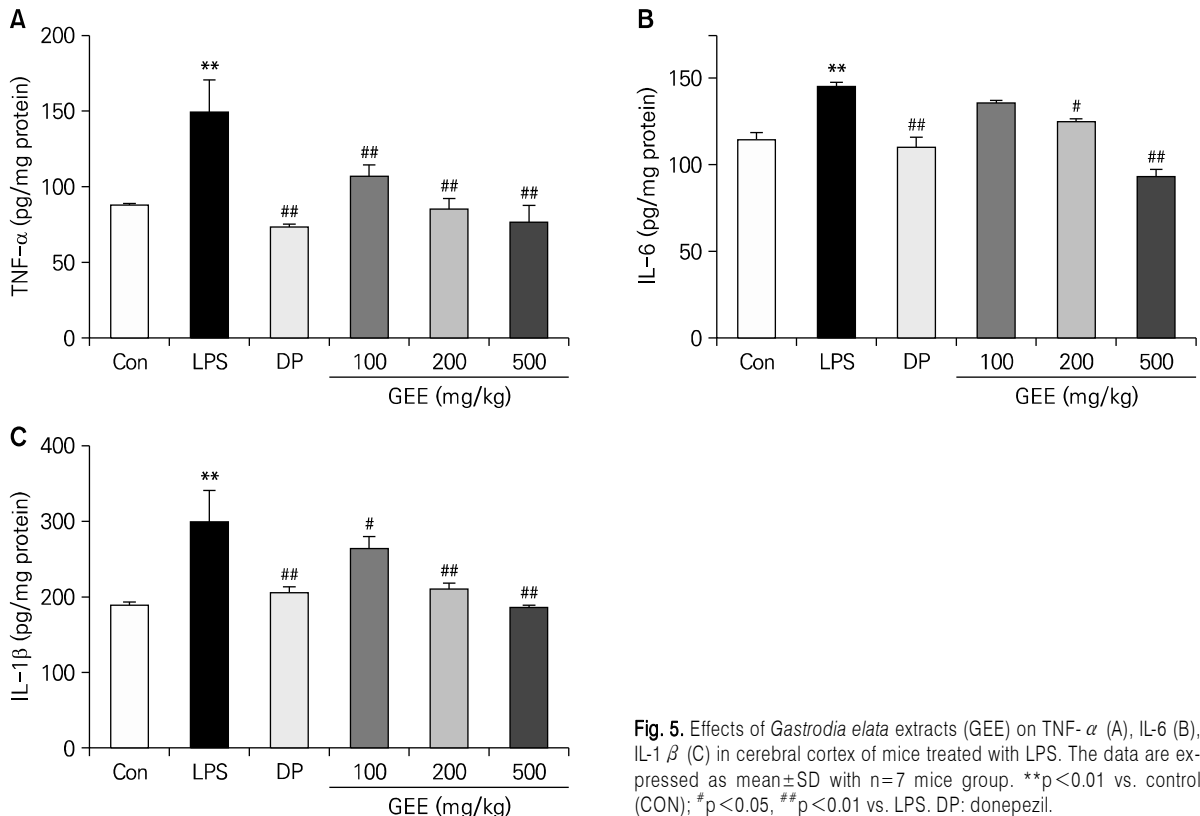 A
200
150
100
50
0
TNF-α (pg/mg protein)
**
##
##
##
##
Con LPS DP 100 200 500
GEE (mg/kg)
B
150
100
50
0
IL-6 (pg/mg protein)
**
##
#
##
Con LPS DP 100 200 500
GEE (mg/kg)
C
400
300
200
100
0
IL-1β (pg/mg protein)
**
##
#
##
##
Con LPS DP 100 200 500
GEE (mg/kg)
Fig. 5. Effects of Gastrodia elata extracts (GEE) on TNF- α (A), IL-6 (B),
IL-1 β (C) in cerebral cortex of mice treated with LPS. The data are ex-
pressed as mean±SD with n=7 mice group. **p<0.01 vs. control
(CON); #p<0.05, ##p<0.01 vs. LPS. DP: donepezil.